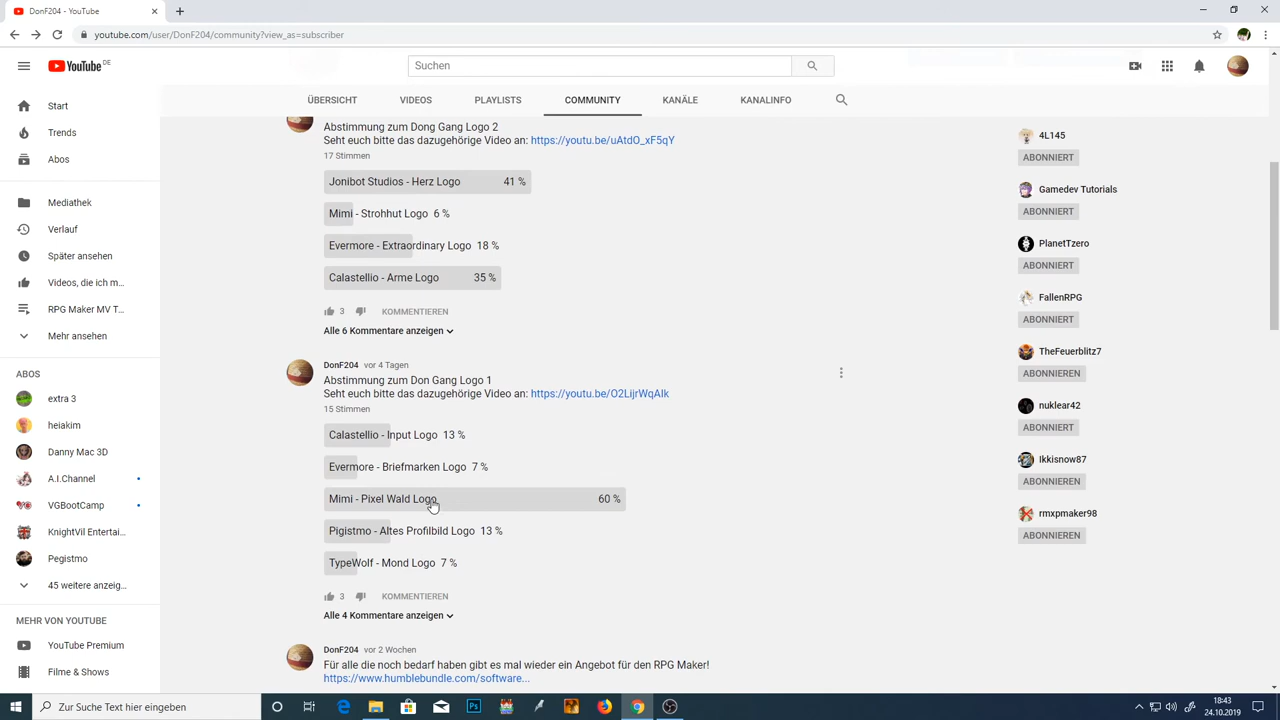 DonF204 - YouTube
youtube.com/user/DonF204/community?view_as=subscriber
YouTube DE
Suchen
ÜBERSICHT VIDEOS PLAYLISTS COMMUNITY KANÄLE KANALINFO
Start
Trends
Abos
Mediathek
Verlauf
Später ansehen
Videos, die ich m...
RPG Maker MV T...
Mehr ansehen
ABOS
extra 3
heiakim
Danny Mac 3D
A.I.Channel
VGBootCamp
KnightVil Entertai...
Pegistmo
45 weitere anzeig...
MEHR VON YOUTUBE
YouTube Premium
Filme & Shows
Abstimmung zum Dong Gang Logo 2
Seht euch bitte das dazugehörige Video an: https://youtu.be/uAtdO_xF5qY
17 Stimmen
Jonibot Studios - Herz Logo 41 %
Mimi - Strohhut Logo 6 %
Evermore - Extraordinary Logo 18 %
Calastellio - Arme Logo 35 %
3 KOMMENTIEREN
Alle 6 Kommentare anzeigen
DonF204 vor 4 Tagen
Abstimmung zum Don Gang Logo 1
Seht euch bitte das dazugehörige Video an: https://youtu.be/O2LijrWqAIk
15 Stimmen
Calastellio - Input Logo 13 %
Evermore - Briefmarken Logo 7 %
Mimi - Pixel Wald Logo 60 %
Pigistmo - Altes Profilbild Logo 13 %
TypeWolf - Mond Logo 7 %
3 KOMMENTIEREN
Alle 4 Kommentare anzeigen
DonF204 vor 2 Wochen
Für alle die noch bedarf haben gibt es mal wieder ein Angebot für den RPG Maker!
https://www.humblebundle.com/software...
4L145
ABONNIERT
Gamedev Tutorials
ABONNIERT
PlanetTzero
ABONNIERT
FallenRPG
ABONNIERT
TheFeuerblitz7
ABONNIEREN
nuklear42
ABONNIERT
Ikkisnow87
ABONNIEREN
rmxpmaker98
ABONNIEREN
Zur Suche Text hier eingeben
18:43
24.10.2019